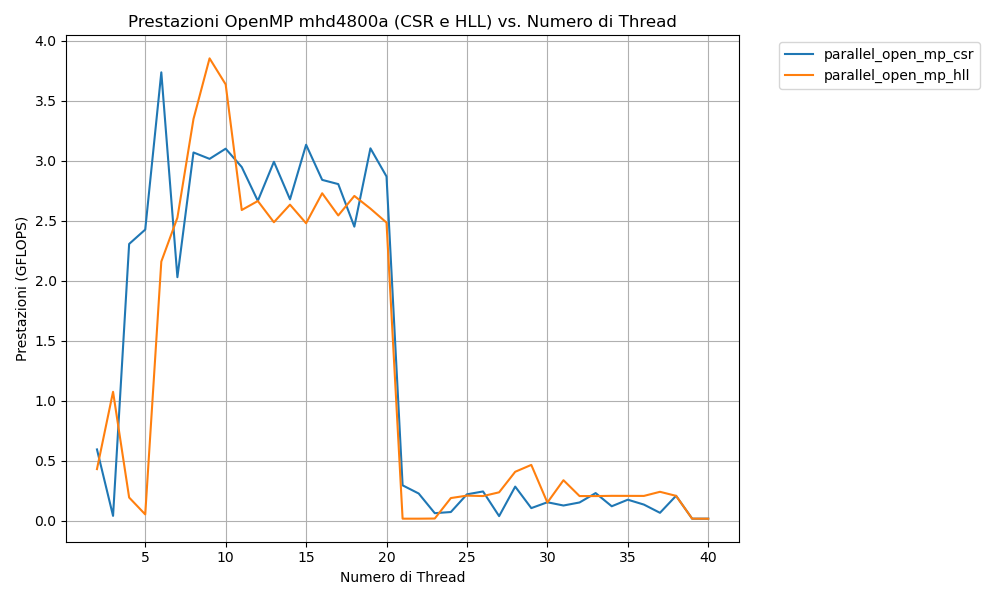 Prestazioni OpenMP mhd4800a (CSR e HLL) vs. Numero di Thread
parallel_open_mp_csr
parallel_open_mp_hll
Prestazioni (GFLOPS)
4.0
3.5
3.0
2.5
2.0
1.5
1.0
0.5
0.0
5 10 15 20 25 30 35 40
Numero di Thread